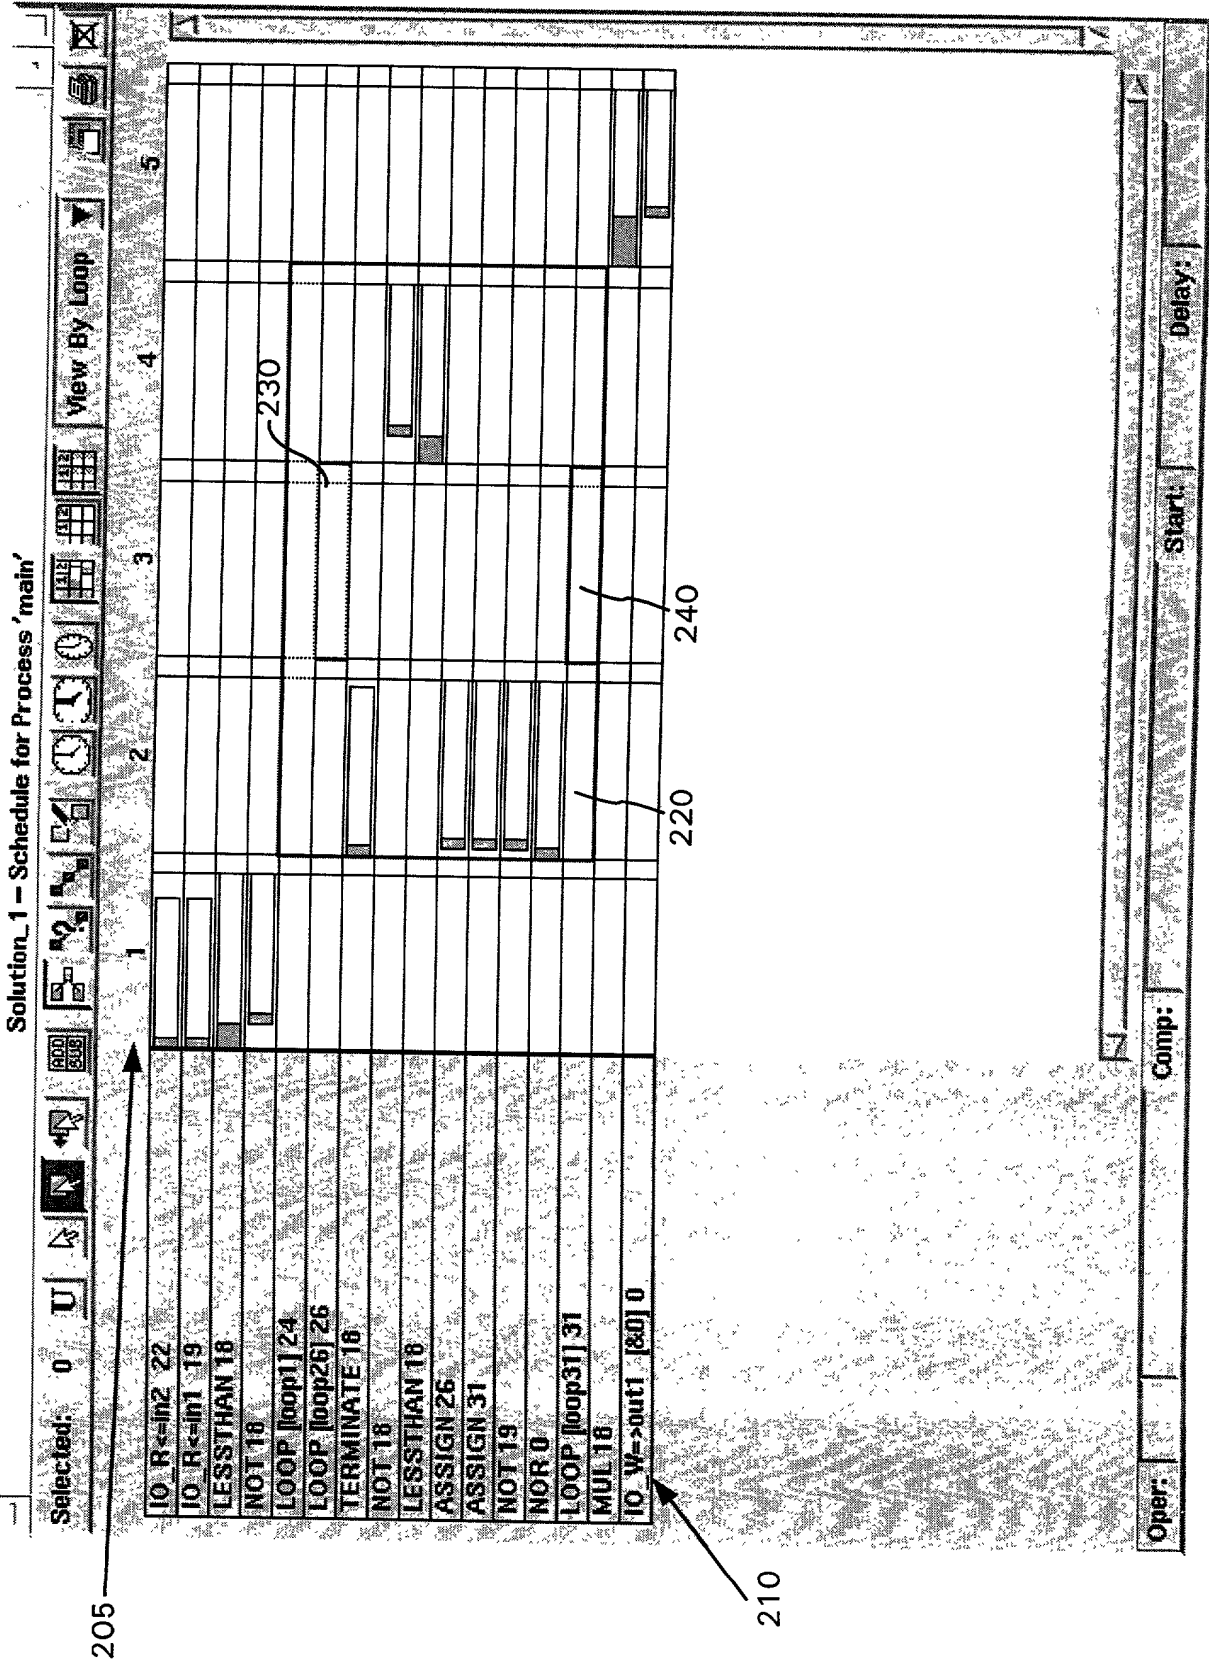 Solution_1 – Schedule for Process 'main'
Selected: 0 U
ADD SUB
View By Loop
1 2 3 4 5
IO_R<=in2 22
IO_R<=in1 19
LESSTHAN 18
NOT 18
LOOP [loop1] 24
LOOP [loop26] 26
TERMINATE 18
NOT 18
LESSTHAN 18
ASSIGN 26
ASSIGN 31
NOT 19
NOR 0
LOOP [loop31] 31
MUL 18
IO_W=>out1 [&0] 0
Oper: Comp: Start: Delay:
205
210
220
230
240